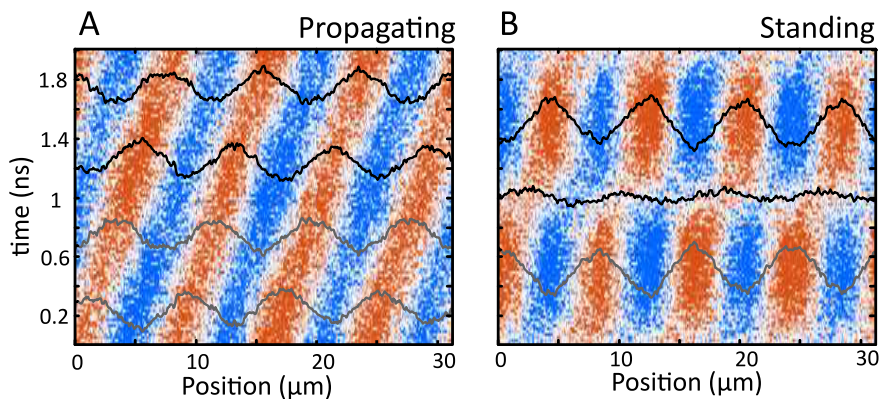 A Propagating
B Standing
time (ns)
1.8
1.4
1
0.6
0.2
0 10 20 30
Position (μm)
0 10 20 30
Position (μm)